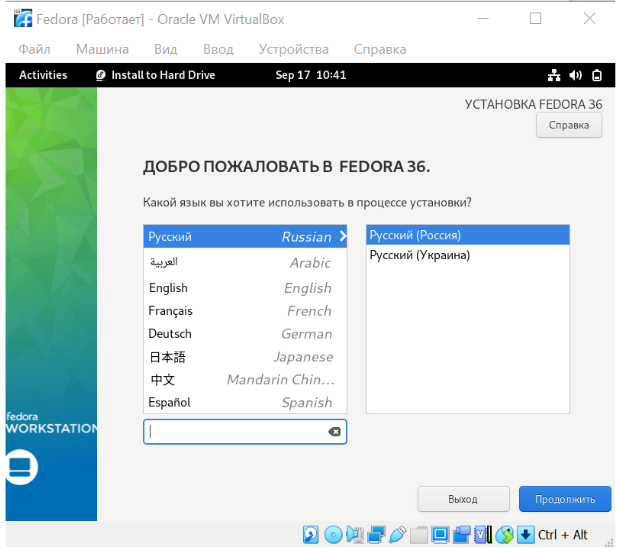 Fedora [Работает] - Oracle VM VirtualBox
Файл Машина Вид Ввод Устройства Справка
Activities Install to Hard Drive Sep 17 10:41
УСТАНОВКА FEDORA 36
Справка
ДОБРО ПОЖАЛОВАТЬ В FEDORA 36.
Какой язык вы хотите использовать в процессе установки?
Русский Russian Русский (Россия)
العربية Arabic Русский (Украина)
English English
Français French
Deutsch German
日本語 Japanese
中文 Mandarin Chin...
Español Spanish
fedora
WORKSTATION
Выход Продолжить
Ctrl + Alt